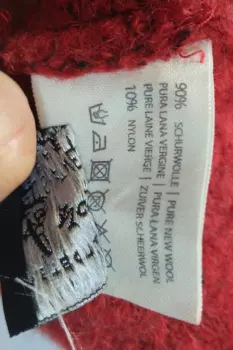 90% SCHURWOLLE | PURE NEW WOOL
PURA LANA VERGINE | PURA LANA VIRGEN
PURE LAINE VIERGE | ZUIVER SCHEERWOL
10% NYLON